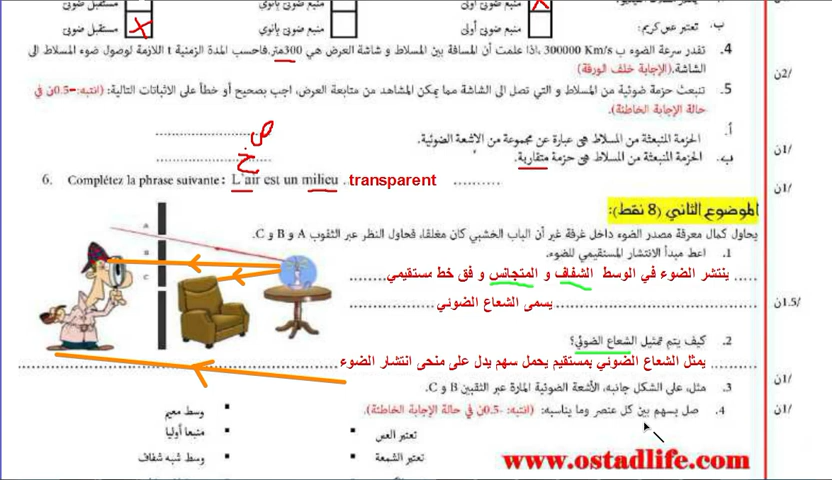 منبع ضوئي أولي
منبع ضوئي ثانوي
مستقبل ضوئي
ب. تعتبر عين كريم:
منبع ضوئي أولي
منبع ضوئي ثانوي
مستقبل ضوئي
4. تقدر سرعة الضوء ب 300000 Km/s ،اذا علمت أن المسافة بين المسلاط و شاشة العرض هي 300متر.فاحسب المدة الزمنية t اللازمة لوصول ضوء المسلاط الى
الشاشة.(الإجابة خلف الورقة)
/2ن
5. تنبعث حزمة ضوئية من المسلاط و التي تصل الى الشاشة مما يمكن المشاهد من متابعة العرض، اجب بصحيح أو خطأ على الاثباتات التالية: (انتبه:-0.5ن في
حالة الإجابة الخاطئة).
أ. الحزمة المنبعثة من المسلاط هي عبارة عن مجموعة من الاشعة الضوئية. ص
/1ن
ب. الحزمة المنبعثة من المسلاط هي حزمة متقاربة. خ
6. Complétez la phrase suivante: L'air est un milieu ..transparent ..........
/1ن
الموضوع الثاني (8 نقط):
يحاول كمال معرفة مصدر الضوء داخل غرفة غير أن الباب الخشبي كان مغلقا، فحاول النظر عبر الثقوب A و B و C.
A
B
C
1. اعط مبدأ الانتشار المستقيمي للضوء.
ينتشر الضوء في الوسط الشفاف و المتجانس و فق خط مستقيمي
يسمى الشعاع الضوئي
/1.5ن
2. كيف يتم تمثيل الشعاع الضوئي؟
يمثل الشعاع الضوئي بمستقيم يحمل سهم يدل على منحى انتشار الضوء
/1ن
3. مثل، على الشكل جانبه، الأشعة الضوئية المارة عبر الثقبين B و C.
/1ن
4. صل بسهم بين كل عنصر وما يناسبه: (انتبه: -0.5ن في حالة الإجابة الخاطئة).
تعتبر العين
وسط معتم
تعتبر الشمعة
منبعا أوليا
وسط شبه شفاف
www.ostadlife.com